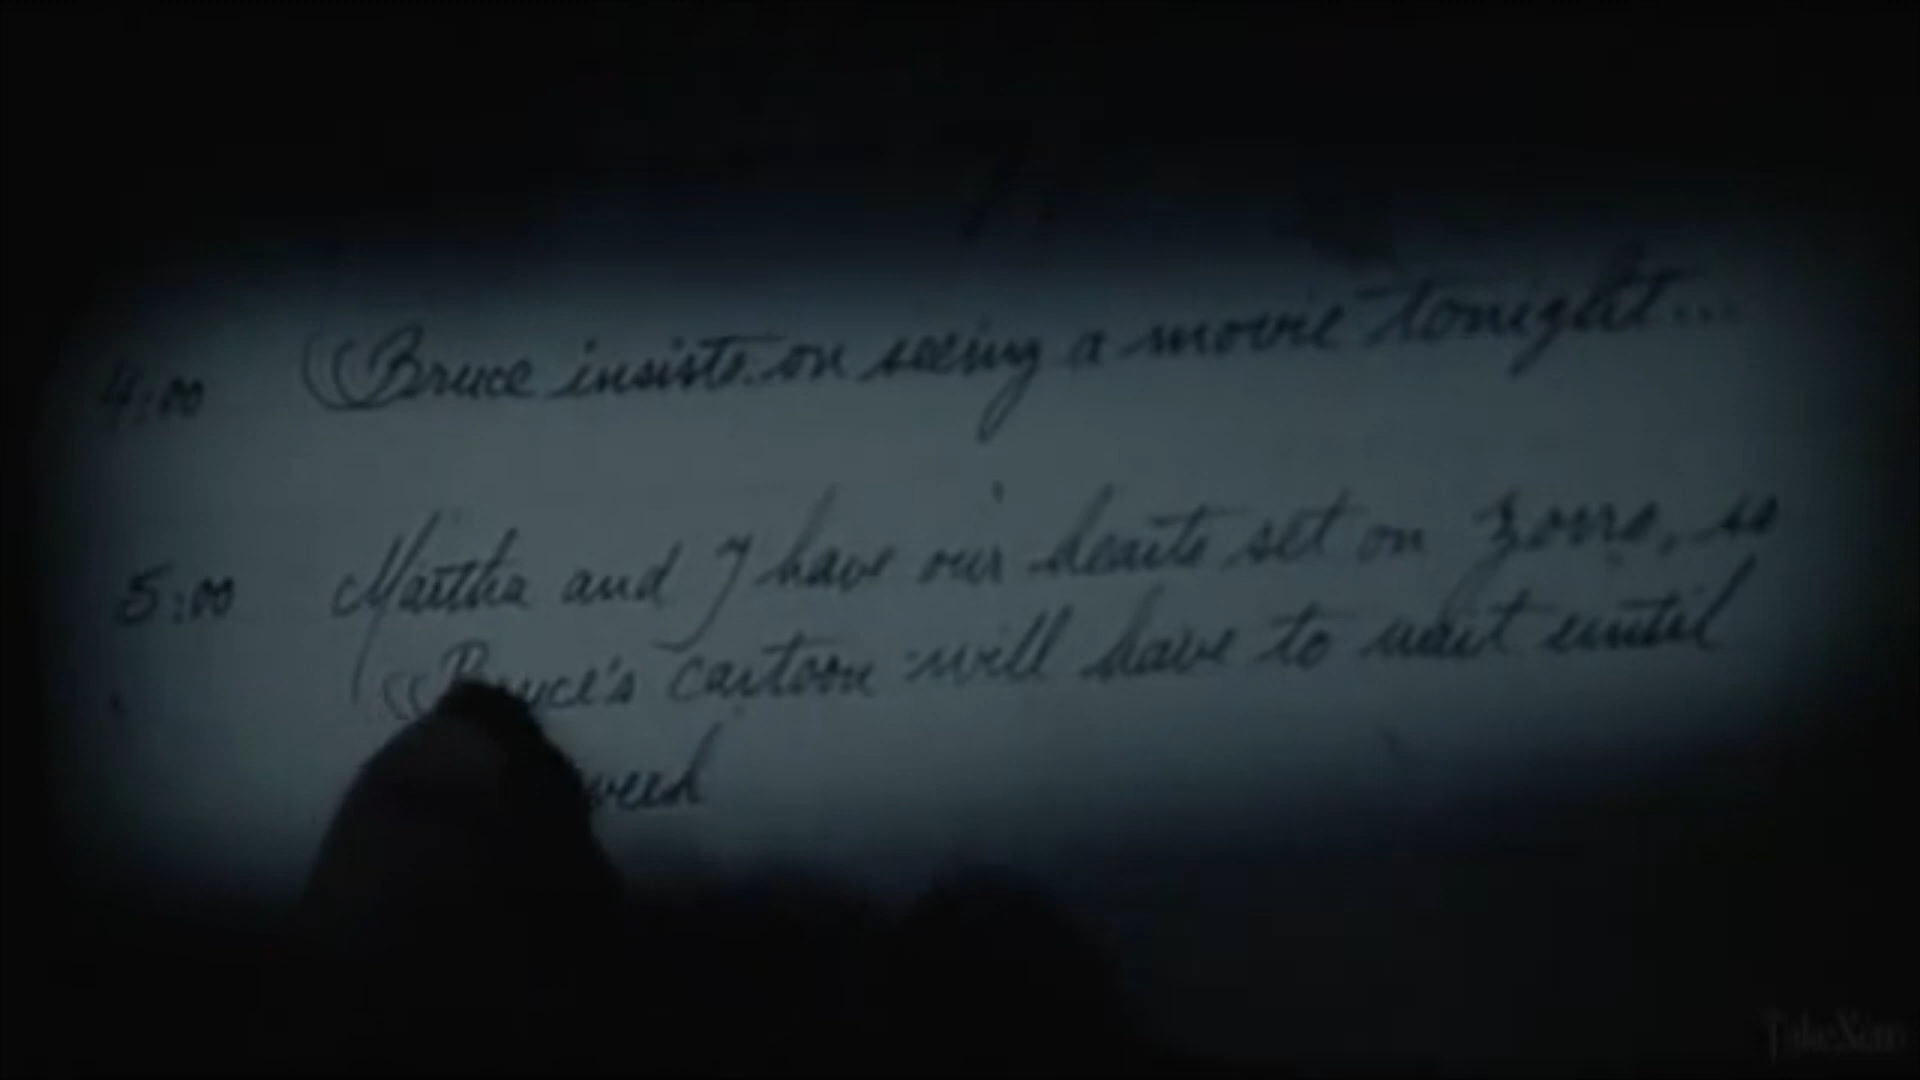 4:00 Bruce insists on seeing a movie tonight...
5:00 Martha and I have our hearts set on Zorro, so
Bruce's cartoon will have to wait until
week